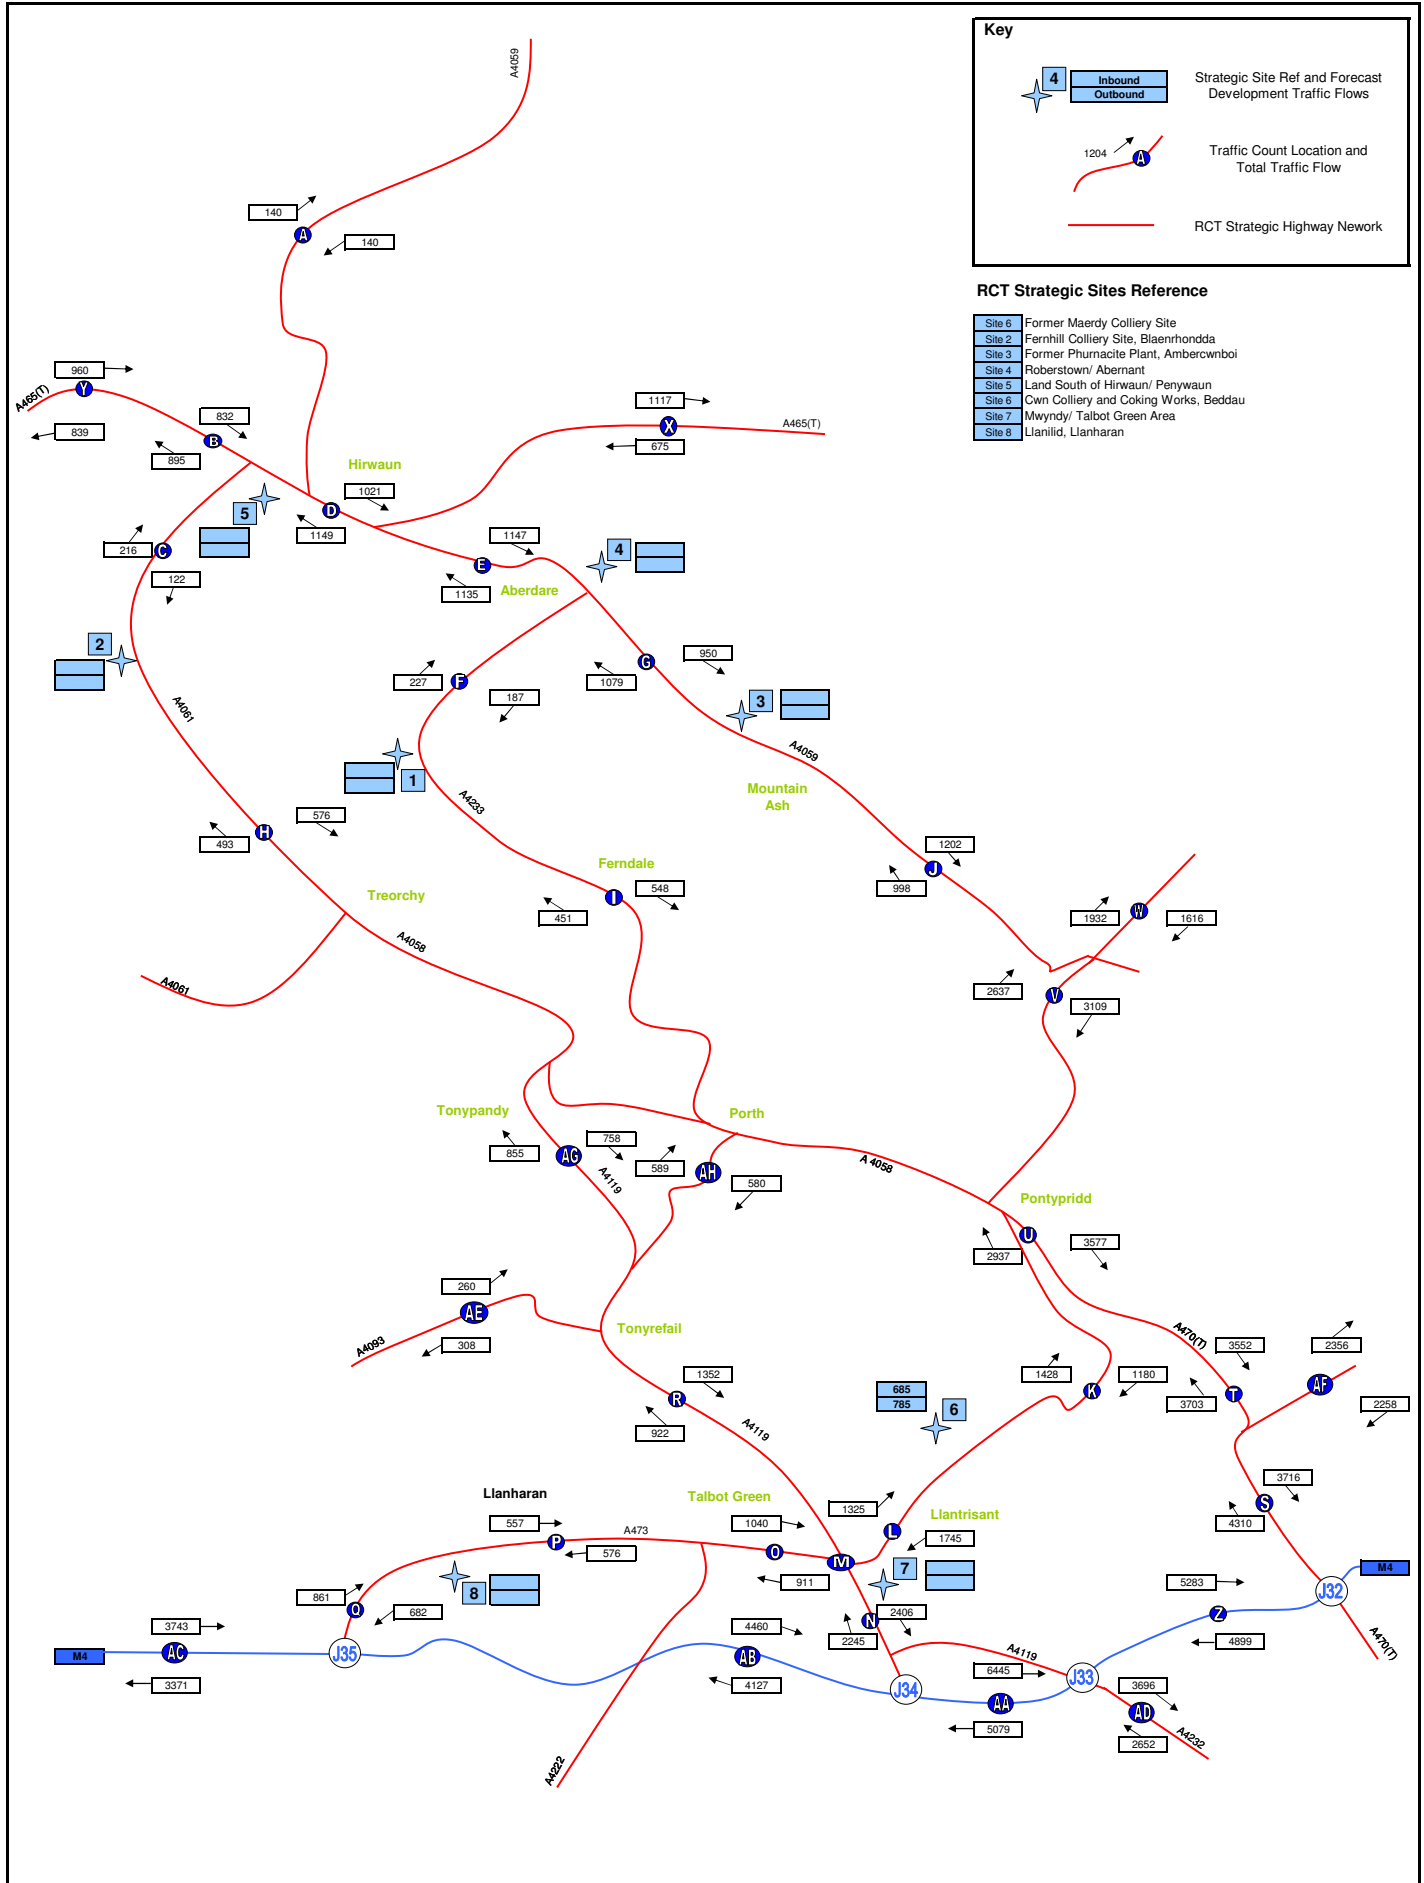 Key
4
Inbound
Outbound
Strategic Site Ref and Forecast
Development Traffic Flows
1204
A
Traffic Count Location and
Total Traffic Flow
RCT Strategic Highway Nework
RCT Strategic Sites Reference
Site 6 Former Maerdy Colliery Site
Site 2 Fernhill Colliery Site, Blaenrhondda
Site 3 Former Phurnacite Plant, Ambercwnboi
Site 4 Roberstown/ Abernant
Site 5 Land South of Hirwaun/ Penywaun
Site 6 Cwn Colliery and Coking Works, Beddau
Site 7 Mwyndy/ Talbot Green Area
Site 8 Llanilid, Llanharan
A4059
140
A
140
960
Y
A465(T)
839
832
B
895
1117
X
A465(T)
675
Hirwaun
5
1021
D
1149
216
C
122
1147
E
1135
4
Aberdare
2
A4061
227
F
187
950
G
1079
3
A4059
Mountain
Ash
1
A4233
576
H
493
Treorchy
Ferndale
548
I
451
1202
J
998
1932
W
1616
A4058
A4061
2637
V
3109
Tonypandy
Porth
758
855
AG
A4119
589
AH
580
A 4058
Pontypridd
U
2937
3577
260
AE
A4093
308
Tonyrefail
1352
R
922
A4119
685
785
6
1428
K
1180
A470(T)
3552
T
3703
2356
AF
2258
3716
S
4310
Llanharan
557
P
576
A473
Talbot Green
1040
O
911
M
1325
L
1745
Llantrisant
7
8
861
Q
682
2406
N
2245
5283
Z
4899
M4
J32
A470(T)
3743
AC
M4
3371
J35
4460
AB
4127
J34
A4119
6445
AA
5079
J33
3696
AD
2652
A4232
A4222